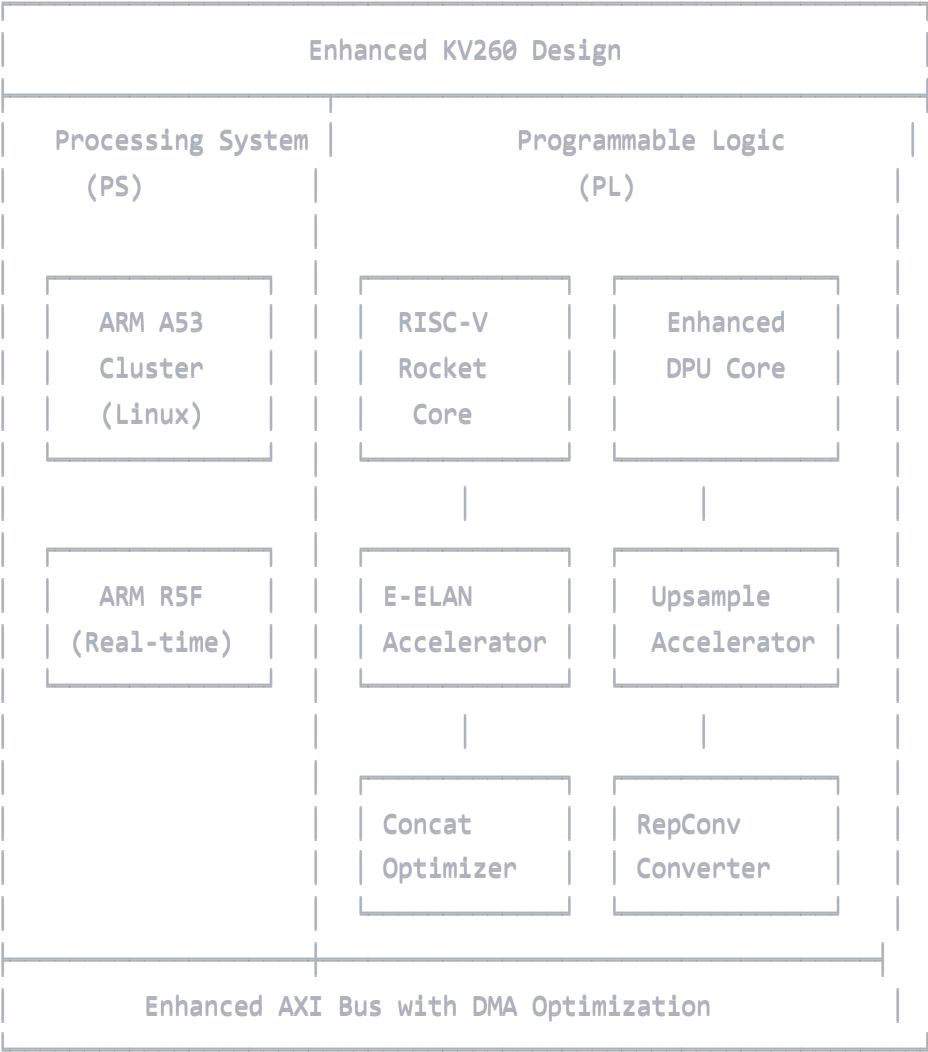 Enhanced KV260 Design
Processing System
(PS)
Programmable Logic
(PL)
ARM A53
Cluster
(Linux)
RISC-V
Rocket
Core
Enhanced
DPU Core
ARM R5F
(Real-time)
E-ELAN
Accelerator
Upsample
Accelerator
Concat
Optimizer
RepConv
Converter
Enhanced AXI Bus with DMA Optimization